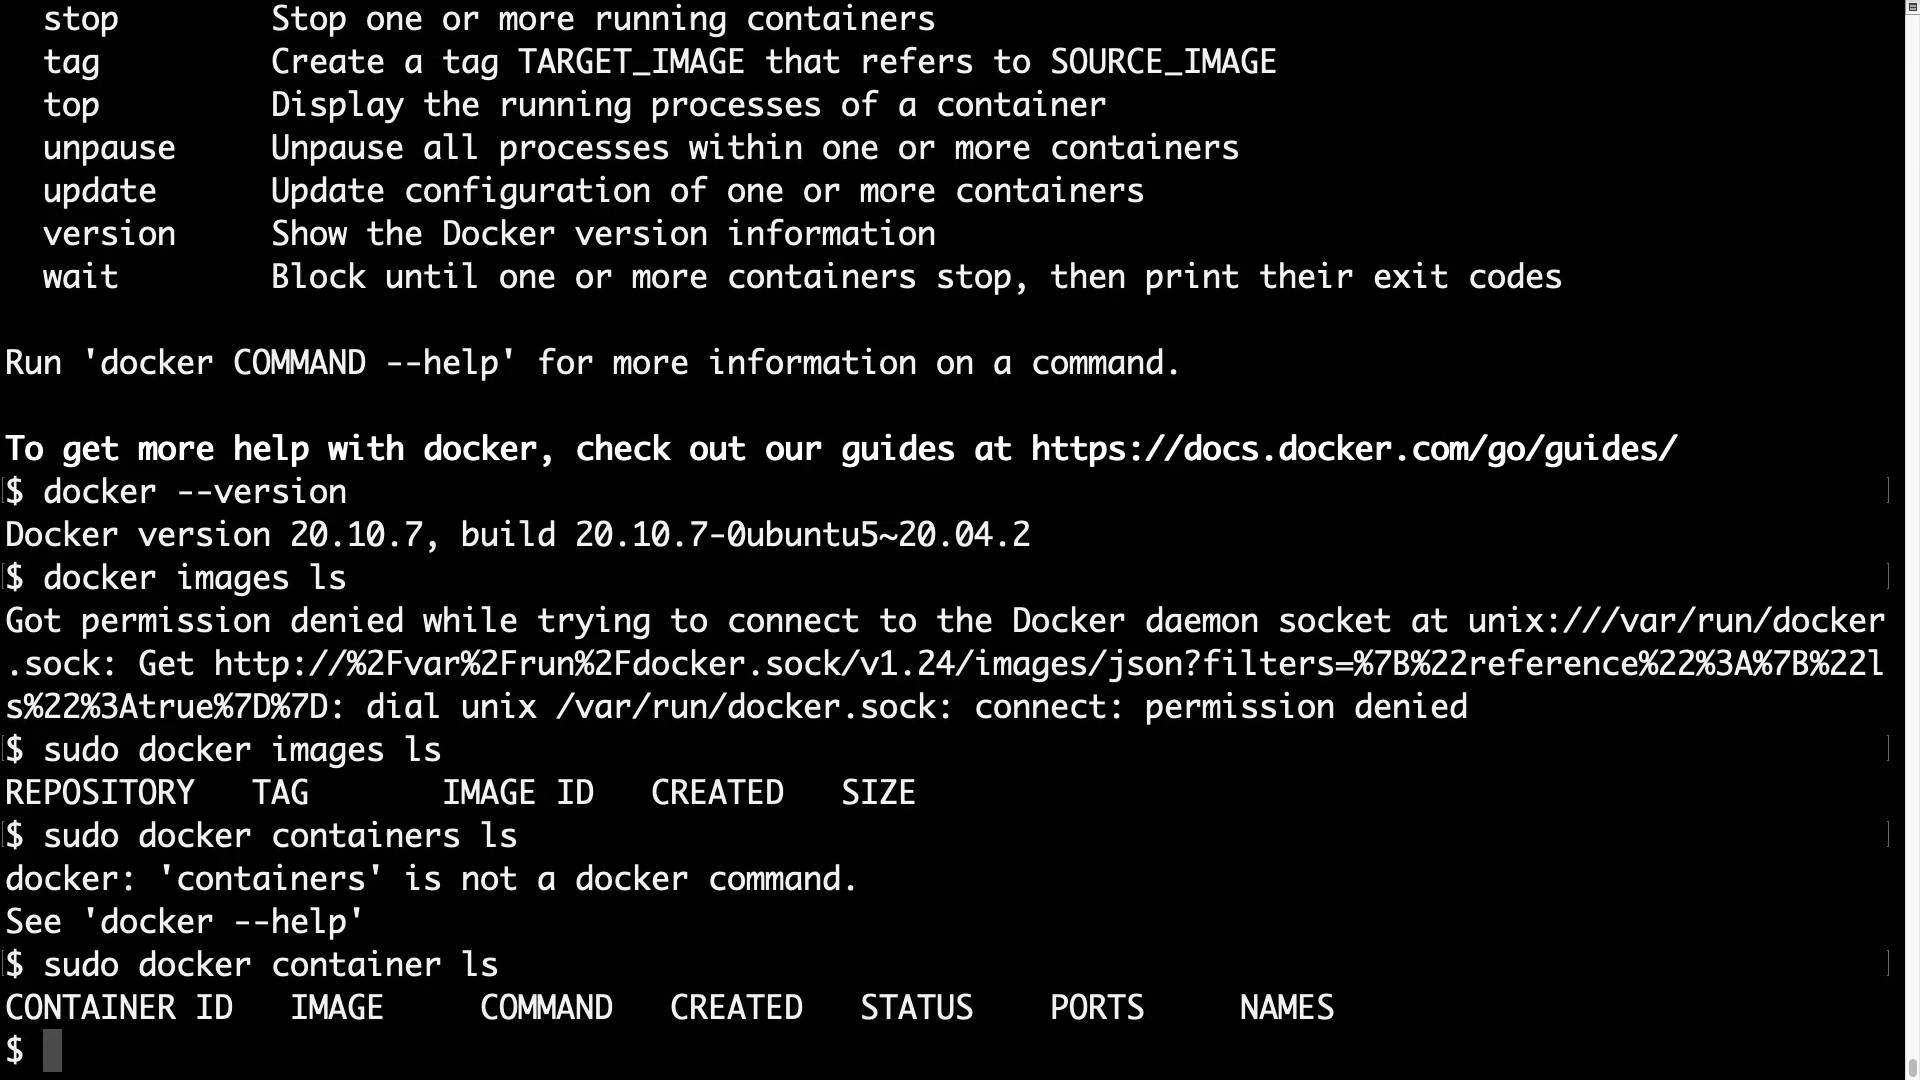 stop        Stop one or more running containers
tag         Create a tag TARGET_IMAGE that refers to SOURCE_IMAGE
top         Display the running processes of a container
unpause     Unpause all processes within one or more containers
update      Update configuration of one or more containers
version     Show the Docker version information
wait        Block until one or more containers stop, then print their exit codes
Run 'docker COMMAND --help' for more information on a command.
To get more help with docker, check out our guides at https://docs.docker.com/go/guides/
[$ docker --version ]
Docker version 20.10.7, build 20.10.7-0ubuntu5~20.04.2
[$ docker images ls ]
Got permission denied while trying to connect to the Docker daemon socket at unix:///var/run/docker
.sock: Get http://%2Fvar%2Frun%2Fdocker.sock/v1.24/images/json?filters=%7B%22reference%22%3A%7B%22l
s%22%3Atrue%7D%7D: dial unix /var/run/docker.sock: connect: permission denied
[$ sudo docker images ls ]
REPOSITORY   TAG       IMAGE ID   CREATED   SIZE
[$ sudo docker containers ls ]
docker: 'containers' is not a docker command.
See 'docker --help'
[$ sudo docker container ls ]
CONTAINER ID   IMAGE     COMMAND   CREATED   STATUS    PORTS     NAMES
$